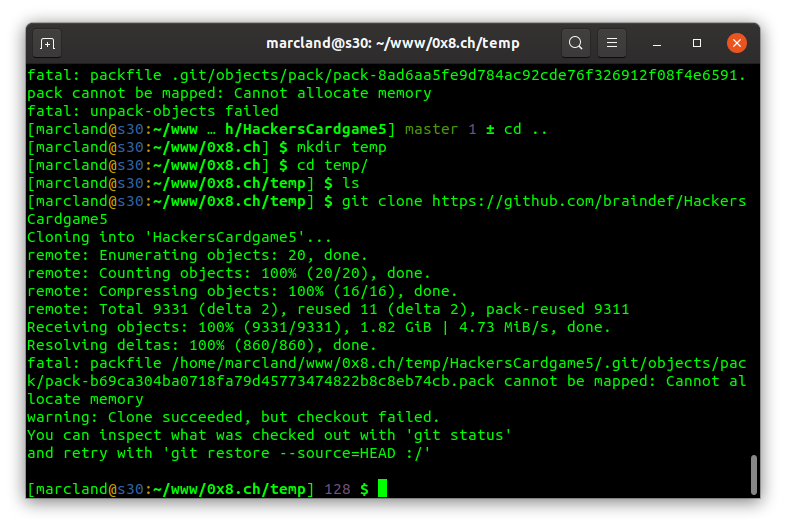 marcland@s30: ~/www/0x8.ch/temp
fatal: packfile .git/objects/pack/pack-8ad6aa5fe9d784ac92cde76f326912f08f4e6591.
pack cannot be mapped: Cannot allocate memory
fatal: unpack-objects failed
[marcland@s30:~/www … h/HackersCardgame5] master 1 ± cd ..
[marcland@s30:~/www/0x8.ch] $ mkdir temp
[marcland@s30:~/www/0x8.ch] $ cd temp/
[marcland@s30:~/www/0x8.ch/temp] $ ls
[marcland@s30:~/www/0x8.ch/temp] $ git clone https://github.com/braindef/Hackers
Cardgame5
Cloning into 'HackersCardgame5'...
remote: Enumerating objects: 20, done.
remote: Counting objects: 100% (20/20), done.
remote: Compressing objects: 100% (16/16), done.
remote: Total 9331 (delta 2), reused 11 (delta 2), pack-reused 9311
Receiving objects: 100% (9331/9331), 1.82 GiB | 4.73 MiB/s, done.
Resolving deltas: 100% (860/860), done.
fatal: packfile /home/marcland/www/0x8.ch/temp/HackersCardgame5/.git/objects/pac
k/pack-b69ca304ba0718fa79d45773474822b8c8eb74cb.pack cannot be mapped: Cannot al
locate memory
warning: Clone succeeded, but checkout failed.
You can inspect what was checked out with 'git status'
and retry with 'git restore --source=HEAD :/'
[marcland@s30:~/www/0x8.ch/temp] 128 $